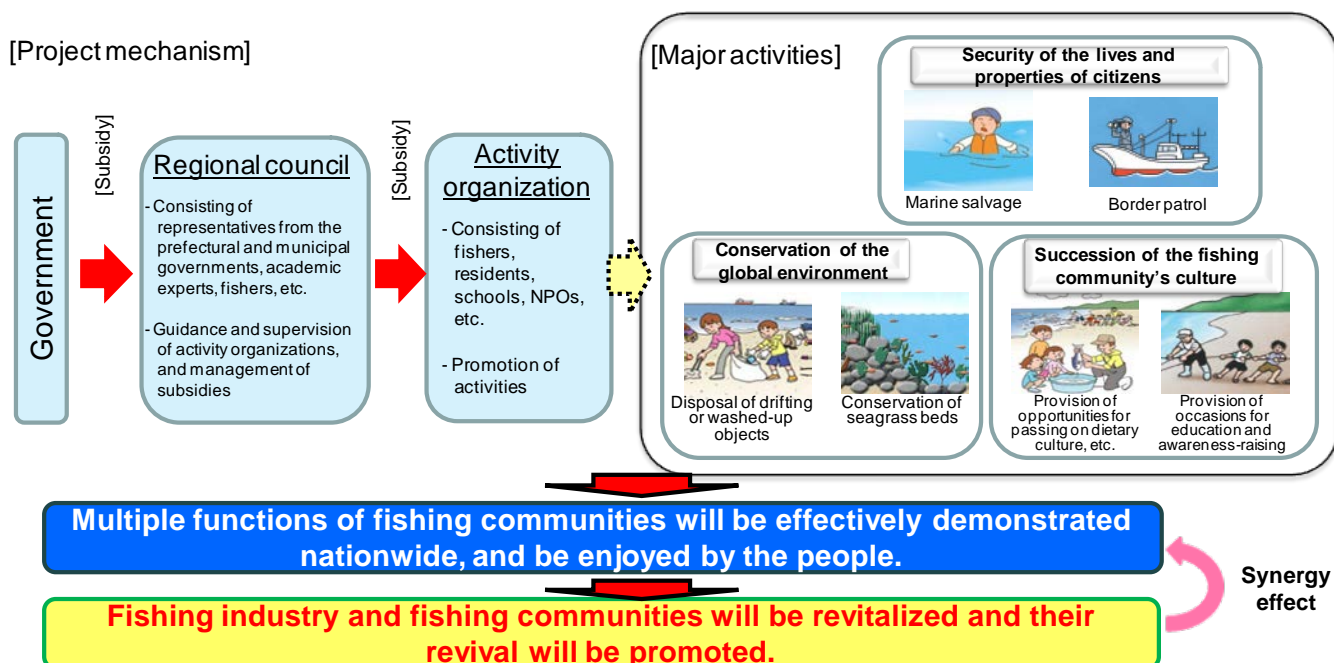 [Project mechanism]
Government
[Subsidy]
Regional council
- Consisting of
representatives from the
prefectural and municipal
governments, academic
experts, fishers, etc.
- Guidance and supervision
of activity organizations,
and management of
subsidies
[Subsidy]
Activity
organization
- Consisting of
fishers,
residents,
schools, NPOs,
etc.
- Promotion of
activities
[Major activities]
Security of the lives and
properties of citizens
Marine salvage
Border patrol
Conservation of the
global environment
Disposal of drifting
or washed-up
objects
Conservation of
seagrass beds
Succession of the fishing
community's culture
Provision of
opportunities for
passing on dietary
culture, etc.
Provision of
occasions for
education and
awareness-raising
Multiple functions of fishing communities will be effectively demonstrated
nationwide, and be enjoyed by the people.
Fishing industry and fishing communities will be revitalized and their
revival will be promoted.
Synergy
effect